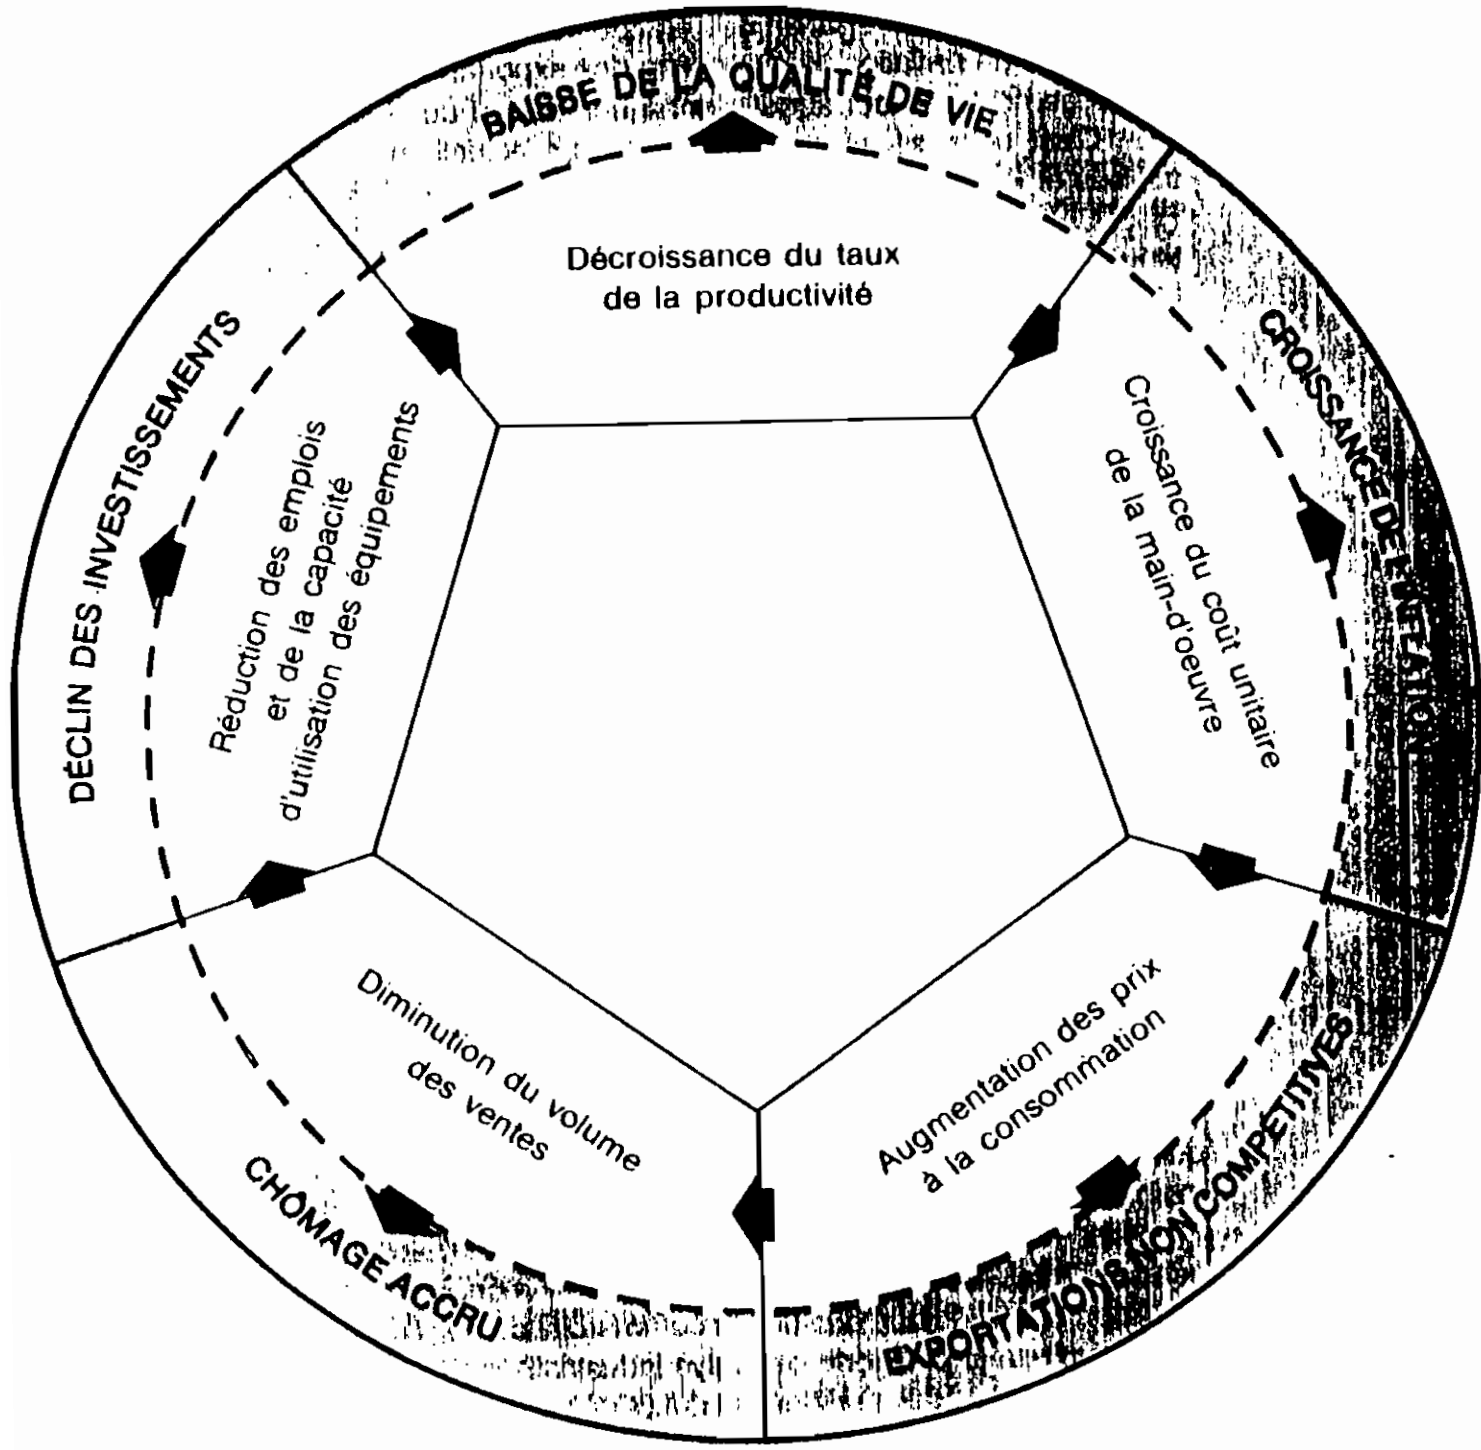 BAISSE DE LA QUALITÉ DE VIE
Décroissance du taux
de la productivité
CROISSANCE DE L'INFLATION
Croissance du coût unitaire
de la main-d'oeuvre
EXPORTATIONS NON COMPÉTITIVES
Augmentation des prix
à la consommation
CHÔMAGE ACCRU
Diminution du volume
des ventes
DÉCLIN DES INVESTISSEMENTS
Réduction des emplois
et de la capacité
d'utilisation des équipements